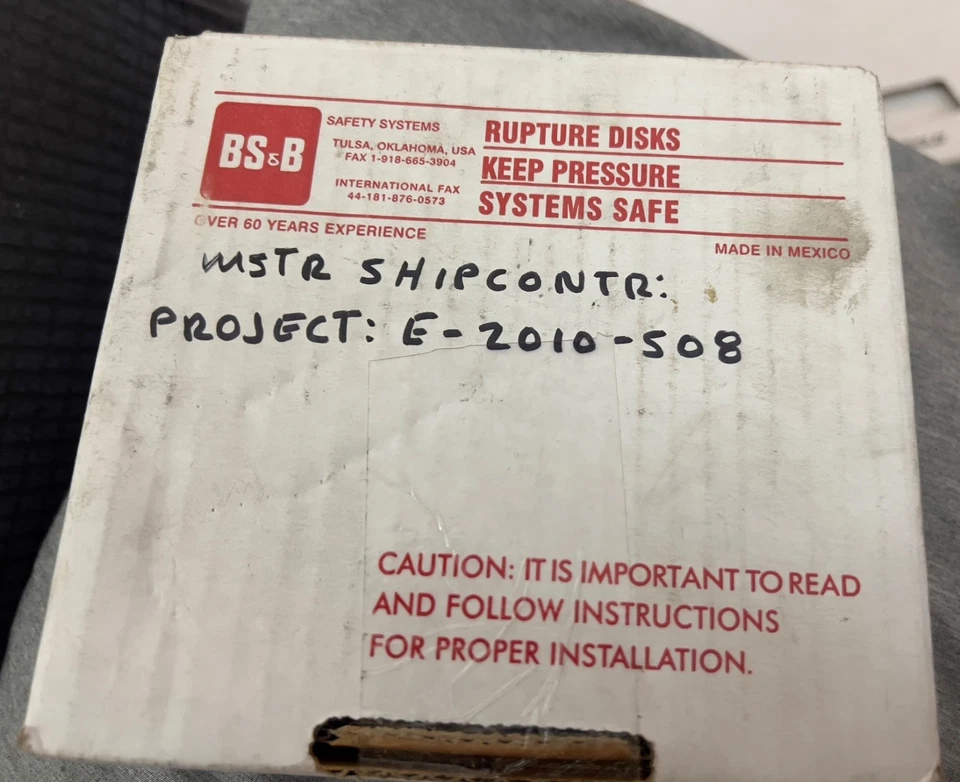 BS&B
SAFETY SYSTEMS
TULSA, OKLAHOMA, USA
FAX 1-918-665-3904
INTERNATIONAL FAX
44-181-876-0573
RUPTURE DISKS
KEEP PRESSURE
SYSTEMS SAFE
OVER 60 YEARS EXPERIENCE
MADE IN MEXICO
MSTR SHIPCONTR:
PROJECT: E-2010-508
CAUTION: IT IS IMPORTANT TO READ
AND FOLLOW INSTRUCTIONS
FOR PROPER INSTALLATION.